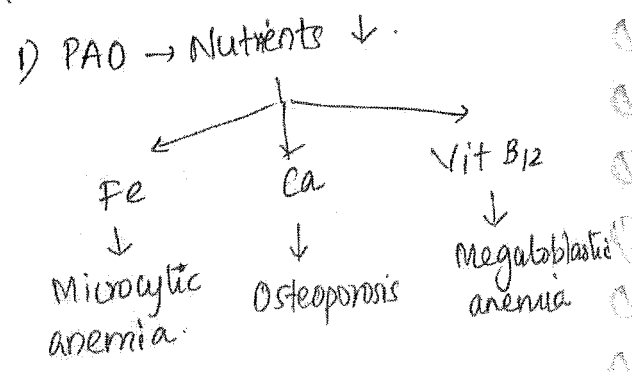 1) PAO → Nutrients ↓.
Fe
Ca
Vit B12
↓
↓
↓
Microcytic
anemia.
Osteoporosis
Megaloblastic
anemia